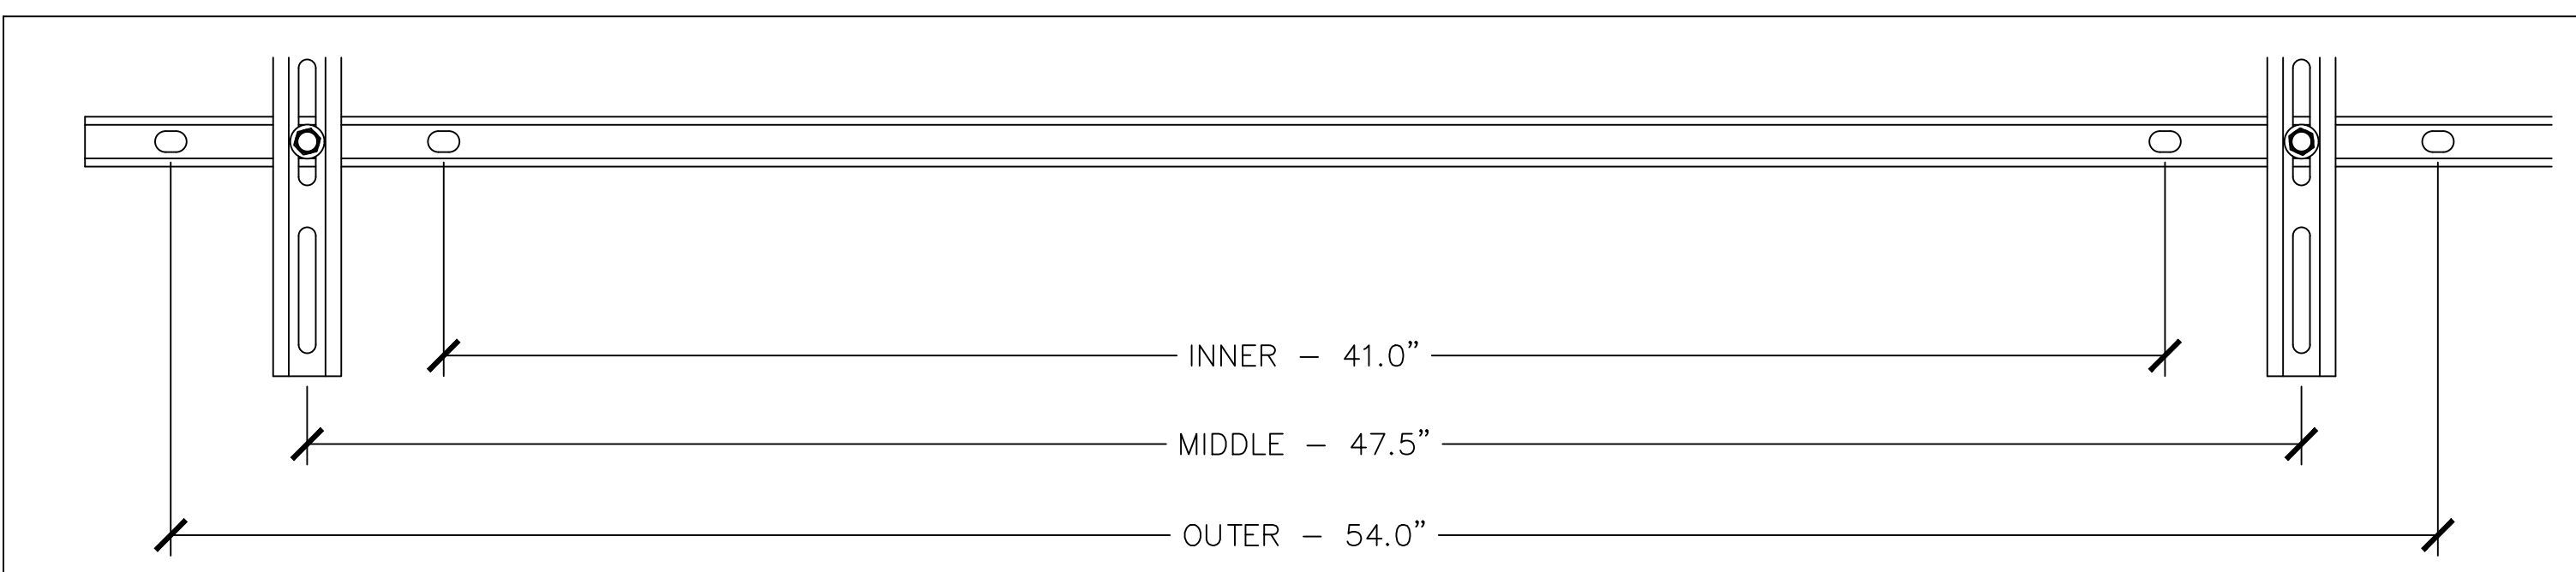 INNER - 41.0"
MIDDLE - 47.5"
OUTER - 54.0"